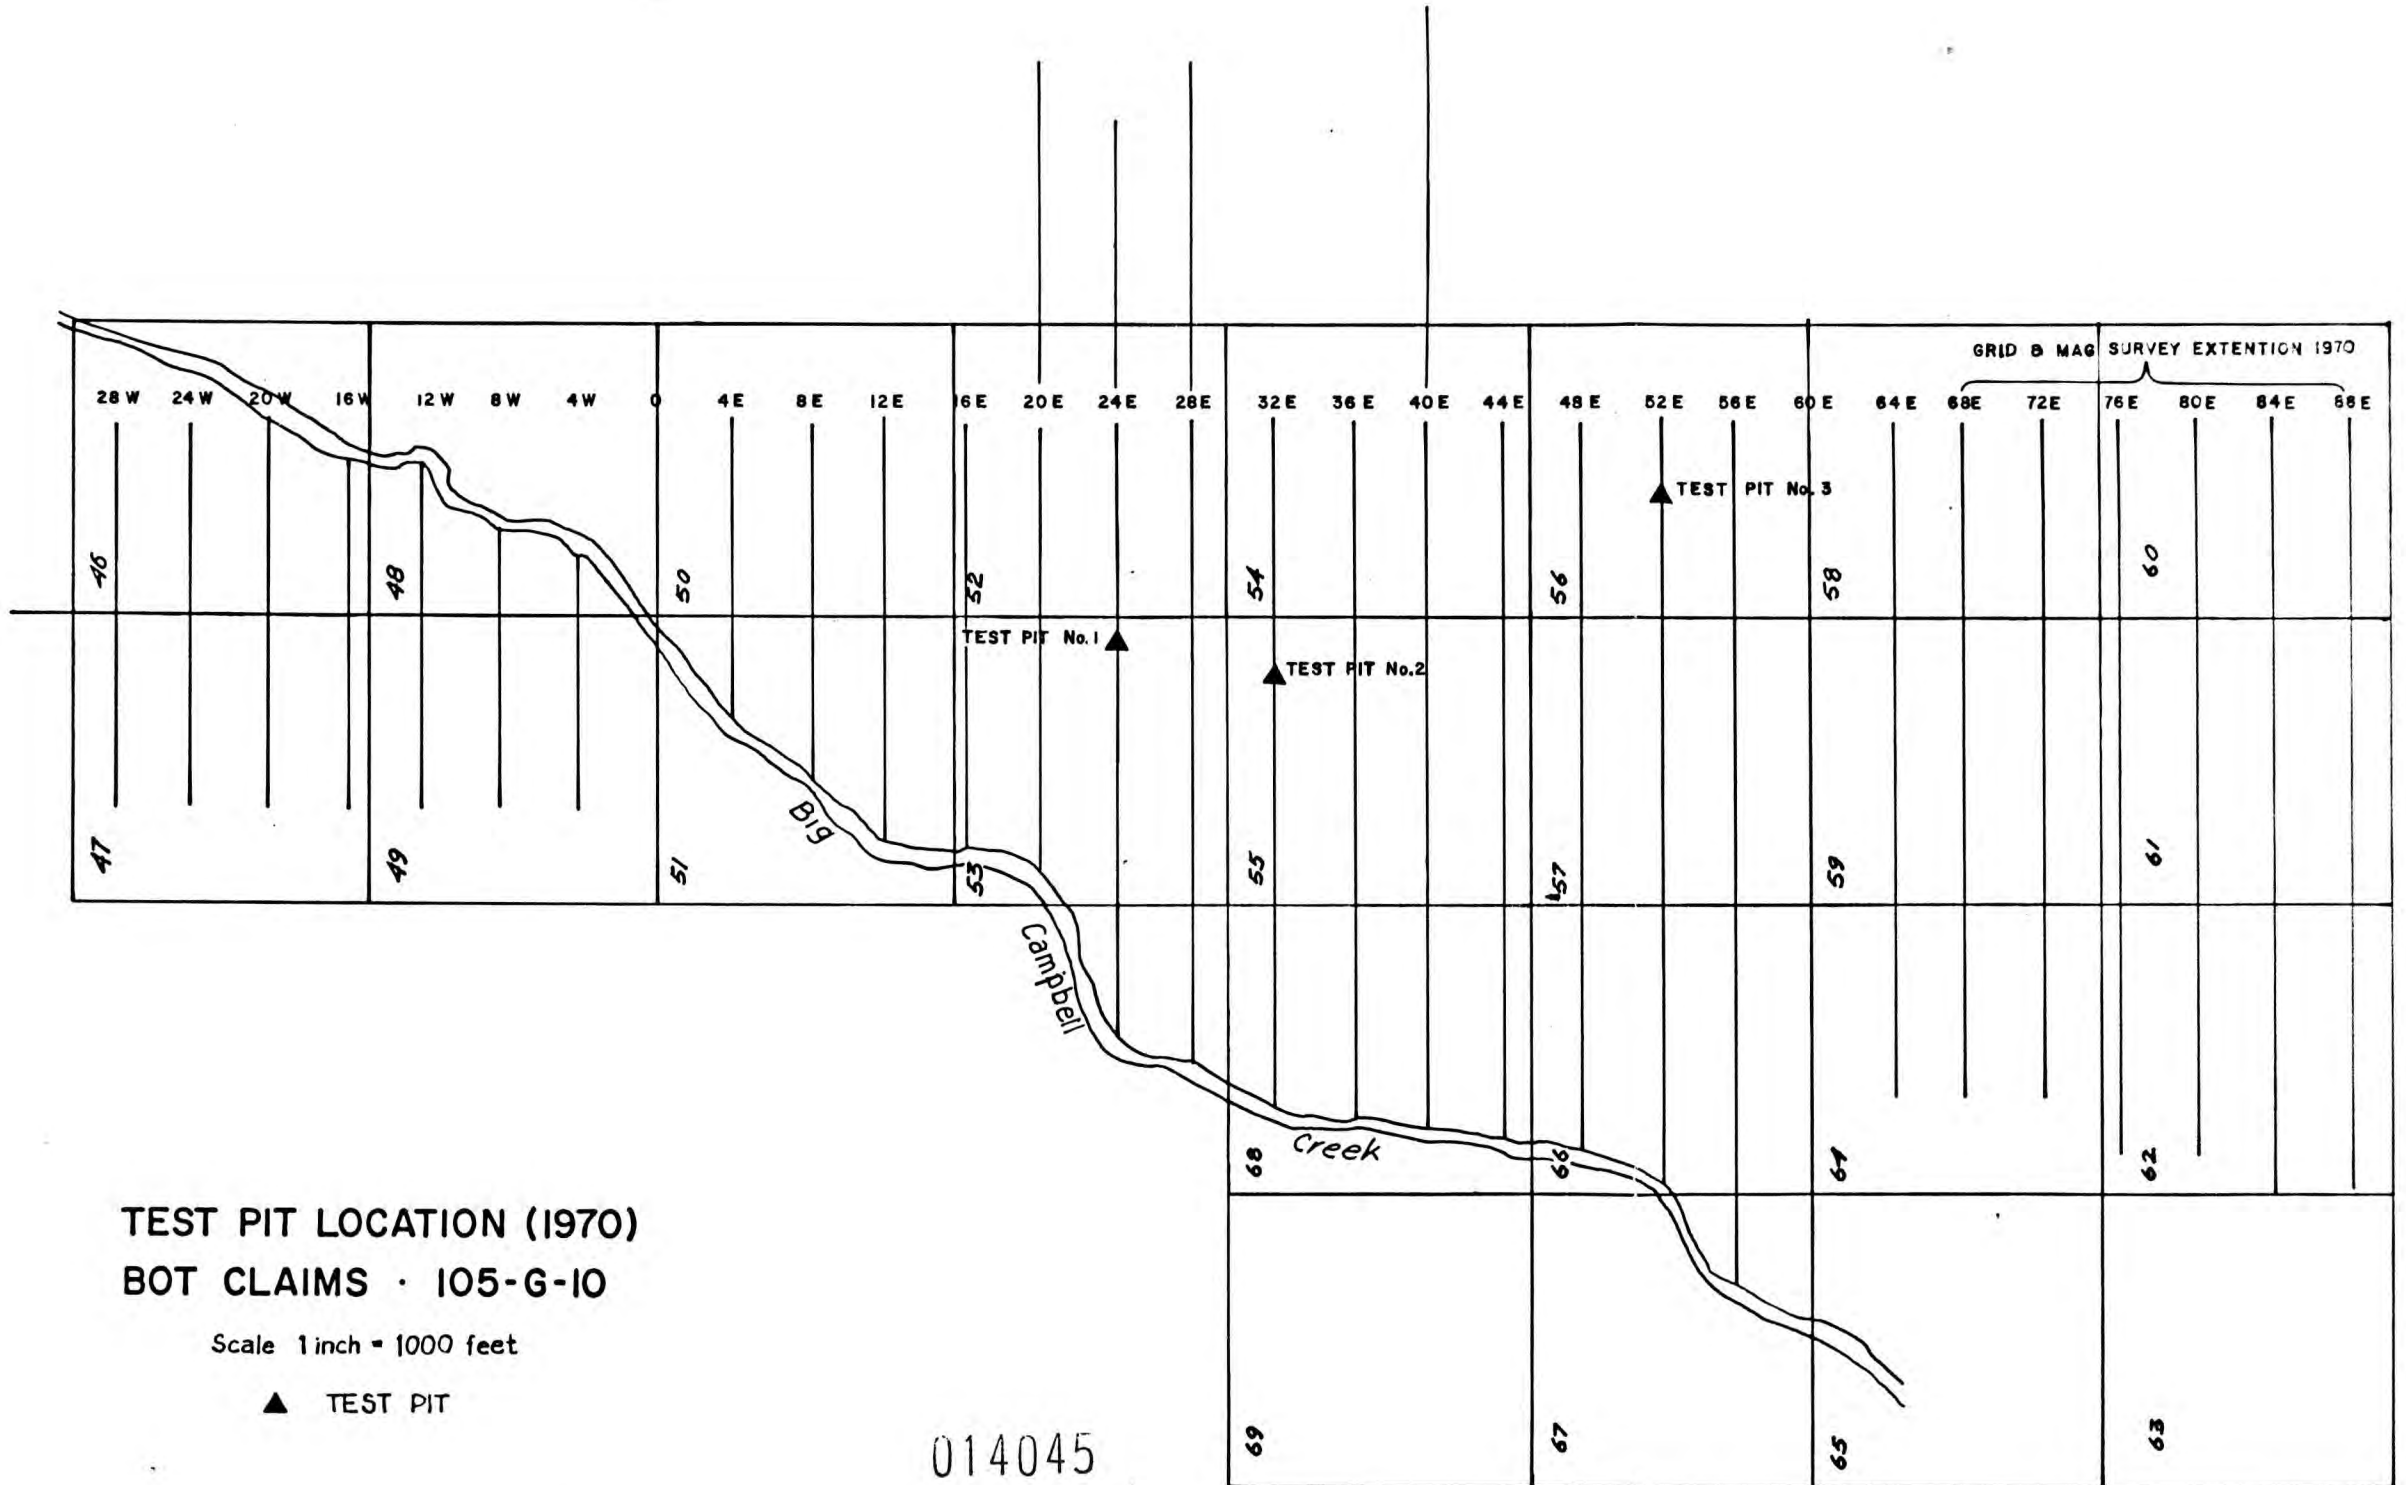 GRID & MAG SURVEY EXTENTION 1970
28 W 24 W 20 W 16 W 12 W 8 W 4 W 0 4 E 8 E 12 E 16 E 20 E 24 E 28 E 32 E 36 E 40 E 44 E 48 E 52 E 56 E 60 E 64 E 68 E 72 E 76 E 80 E 84 E 88 E
TEST PIT No. 3
46 48 50 52 54 56 58 60
TEST PIT No. 1
TEST PIT No. 2
Big
47 49 51 53 55 57 59 61
Campbell
Creek
68 66 64 62
TEST PIT LOCATION (1970)
BOT CLAIMS · 105-G-10
Scale 1 inch = 1000 feet
▲ TEST PIT
69 67 65 63
014045